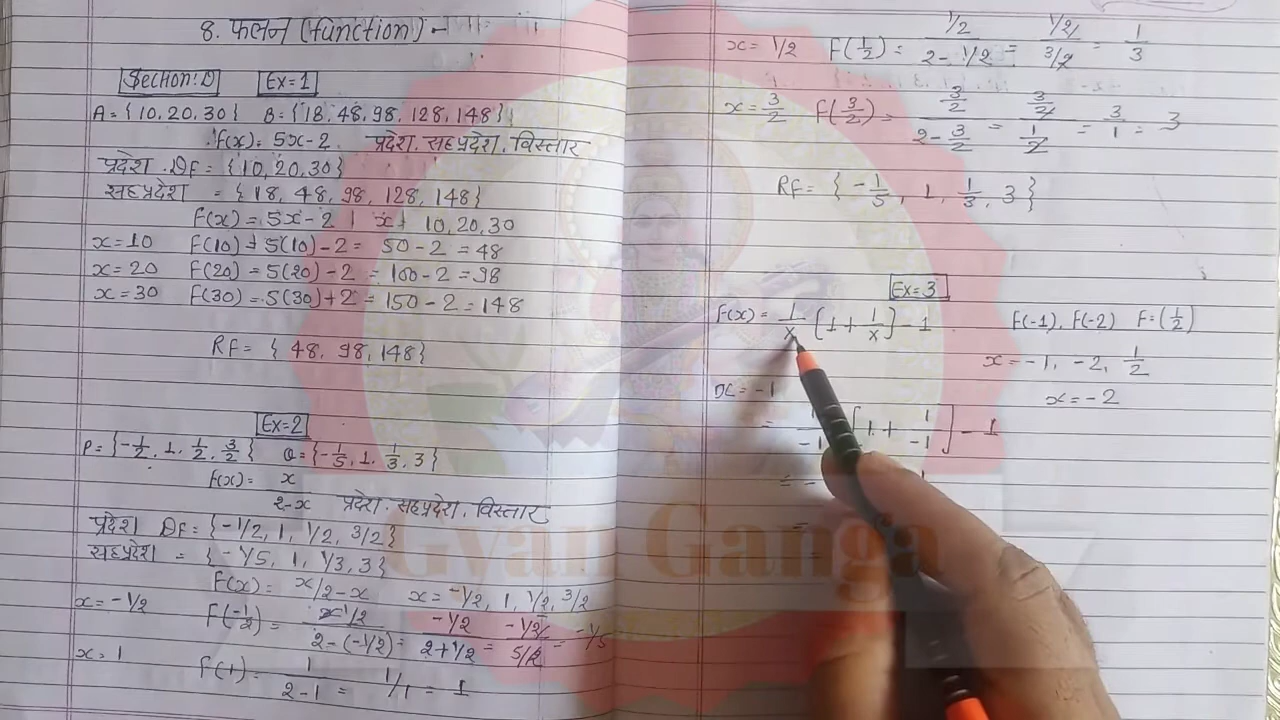 8. फलन (function) :-
Section: D Ex=1
A = {10, 20, 30} B = {18, 48, 98, 128, 148}
f(x) = 5x-2 प्रदेश. सहप्रदेश. विस्तार
प्रदेश . DF = {10, 20, 30}
सहप्रदेश = {18, 48, 98, 128, 148}
F(x) = 5x-2 | x = 10, 20, 30
x=10 F(10) = 5(10)-2 = 50-2 = 48
x=20 F(20) = 5(20)-2 = 100-2 = 98
x=30 F(30) = 5(30)+2 = 150-2 = 148
RF = {48, 98, 148}
Ex=2
P = {-1/2, 1, 1/2, 3/2} Q = {-1/5, 1, 1/3, 3}
F(x) = x/2-x प्रदेश. सहप्रदेश. विस्तार
प्रदेश DF = {-1/2, 1, 1/2, 3/2}
सहप्रदेश = {-1/5, 1, 1/3, 3}
F(x) = x/2-x x = -1/2, 1, 1/2, 3/2
x = -1/2 F(-1/2) = -1/2 / 2-(-1/2) = -1/2 / 2+1/2 = -1/2 / 5/2 = -1/5
x = 1 F(1) = 1/2-1 = 1/1 = 1
x = 1/2 F(1/2) = 1/2 / 2-1/2 = 1/2 / 3/2 = 1/3
x = 3/2 F(3/2) = 3/2 / 2-3/2 = 3/2 / 1/2 = 3/1 = 3
RF = {-1/5, 1, 1/3, 3}
Ex=3
F(x) = 1/x [1 + 1/x] - 1 F(-1), F(-2) F = (1/2)
x = -1, -2, 1/2
x = -1 x = -2
= 1/-1 [1 + 1/-1] - 1
Gyan Ganga